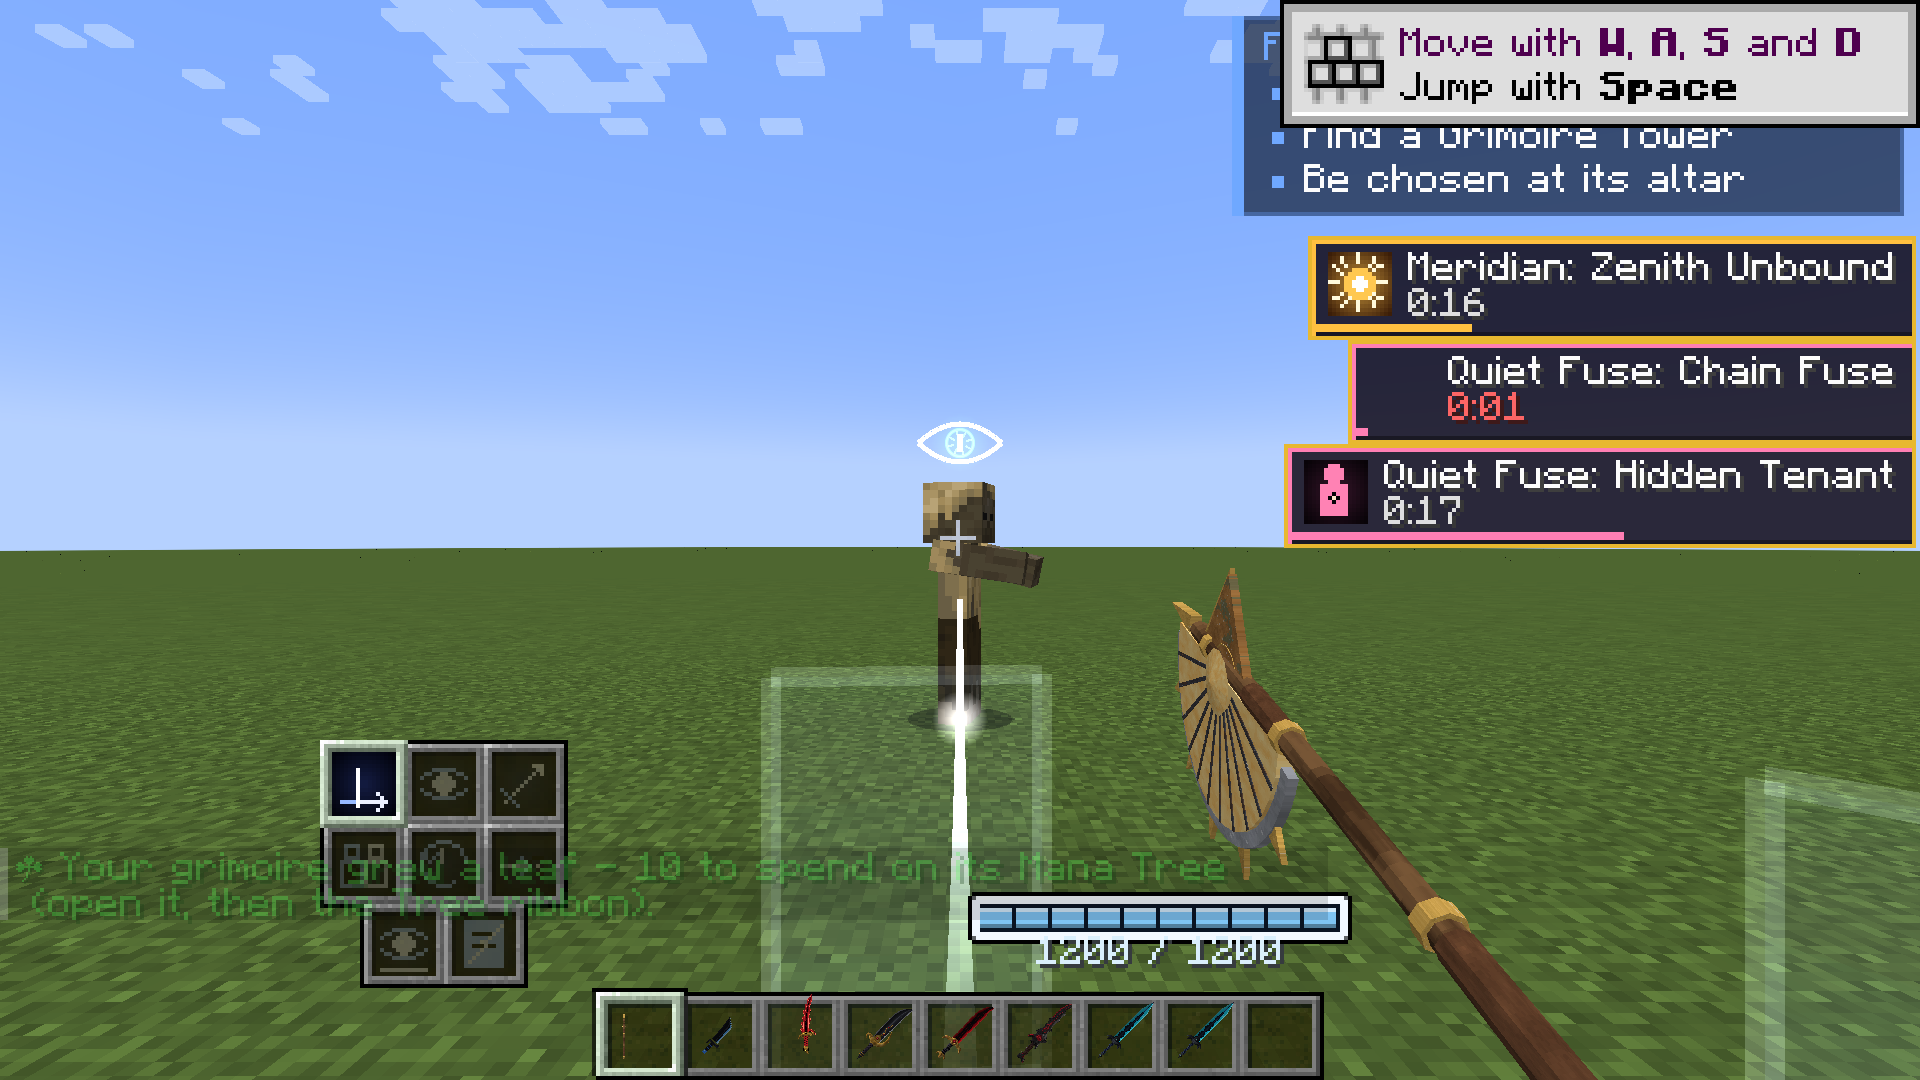 Move with W, A, S and D
Jump with Space
Find a Grimoire Tower
Be chosen at its altar
Meridian: Zenith Unbound
0:16
Quiet Fuse: Chain Fuse
0:01
Quiet Fuse: Hidden Tenant
0:17
Your grimoire grew a leaf - 10 to spend on its Mana Tree
(open it, then the Tree ribbon).
1200 / 1200